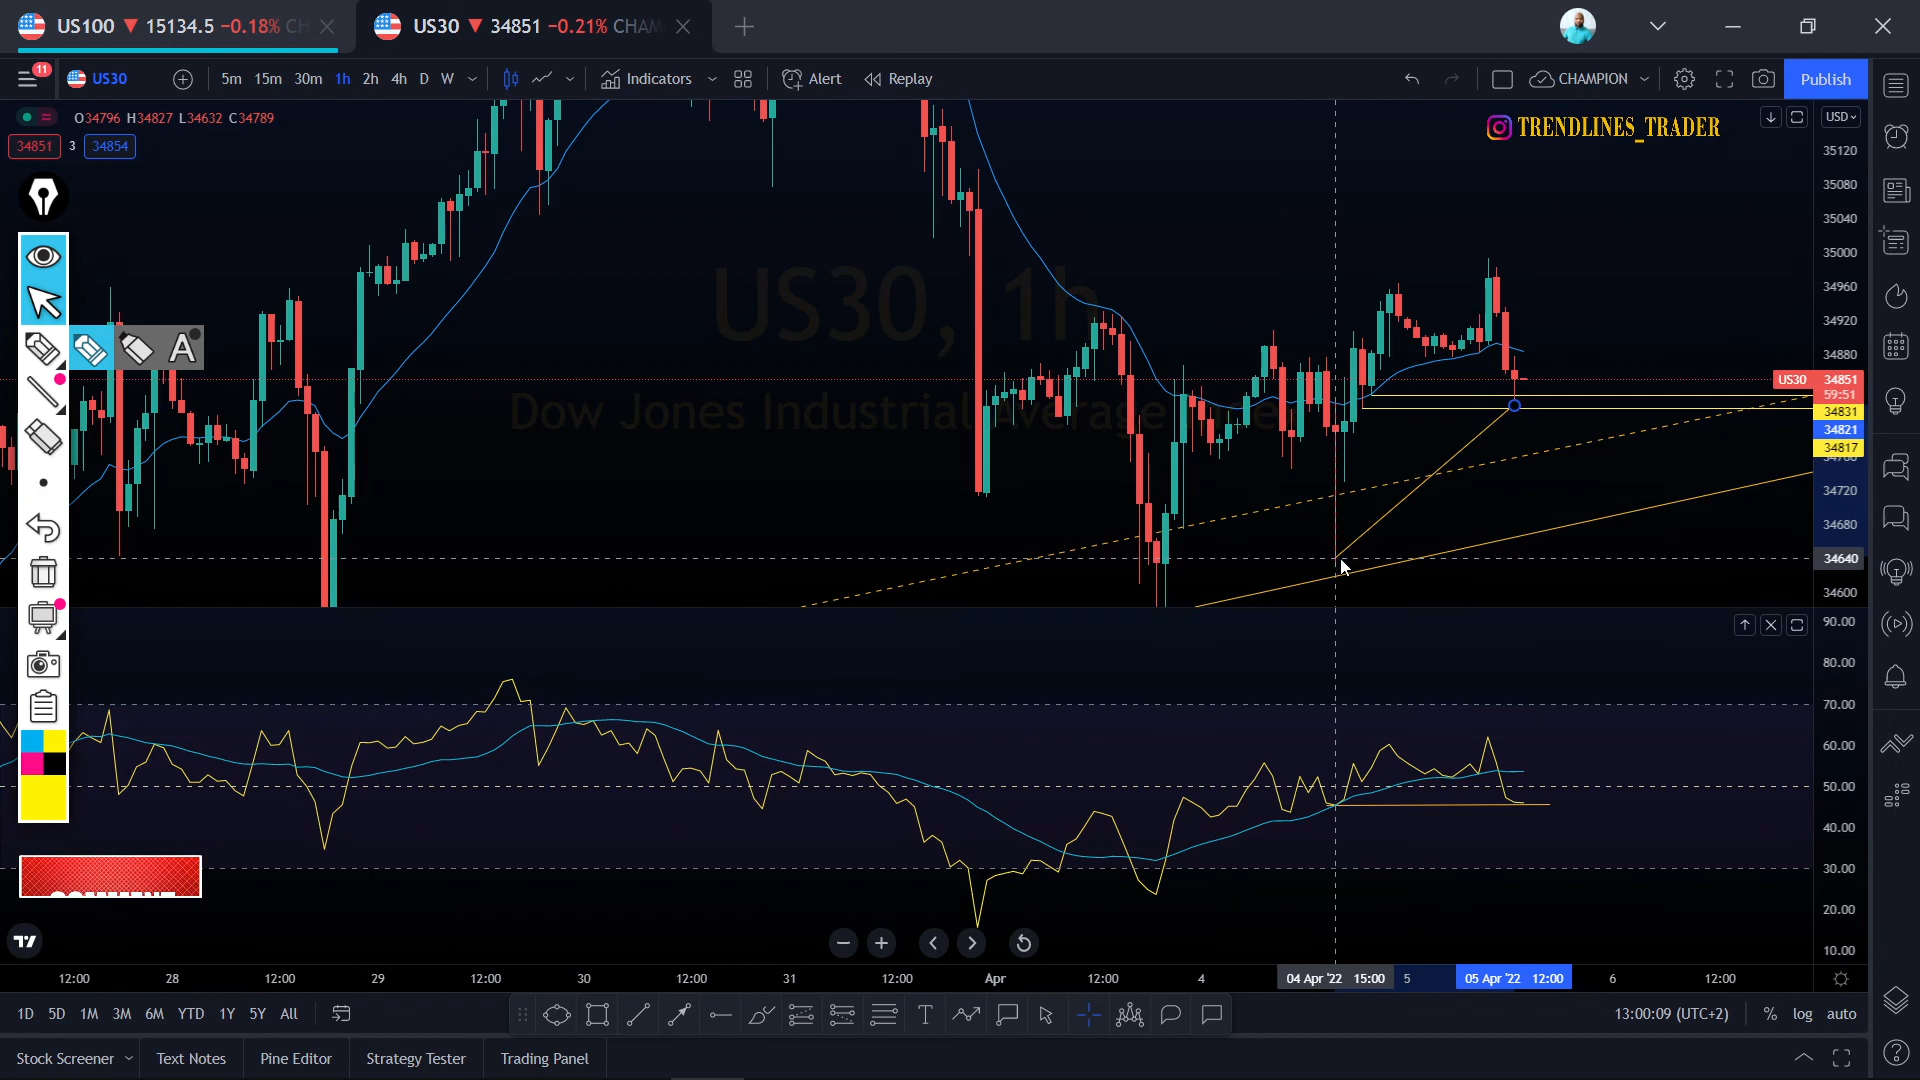 US100 ▼ 15134.5 −0.18% CH
US30 ▼ 34851 −0.21% CHAM
11
US30
5m 15m 30m 1h 2h 4h D W
Indicators
Alert
Replay
CHAMPION
Publish
O34796 H34827 L34632 C34789
34851 3 34854
TRENDLINES_TRADER
USD
US30, 1h
Dow Jones Industrial Average
A
35120
35080
35040
35000
34960
34920
34880
US30 34851
59:51
34831
34821
34817
34720
34680
34640
34600
90.00
80.00
70.00
60.00
50.00
40.00
30.00
20.00
10.00
12:00 28 12:00 29 12:00 30 12:00 31 12:00 Apr 12:00 4 04 Apr '22 15:00 5 05 Apr '22 12:00 6 12:00
1D 5D 1M 3M 6M YTD 1Y 5Y All
13:00:09 (UTC+2) % log auto
Stock Screener Text Notes Pine Editor Strategy Tester Trading Panel